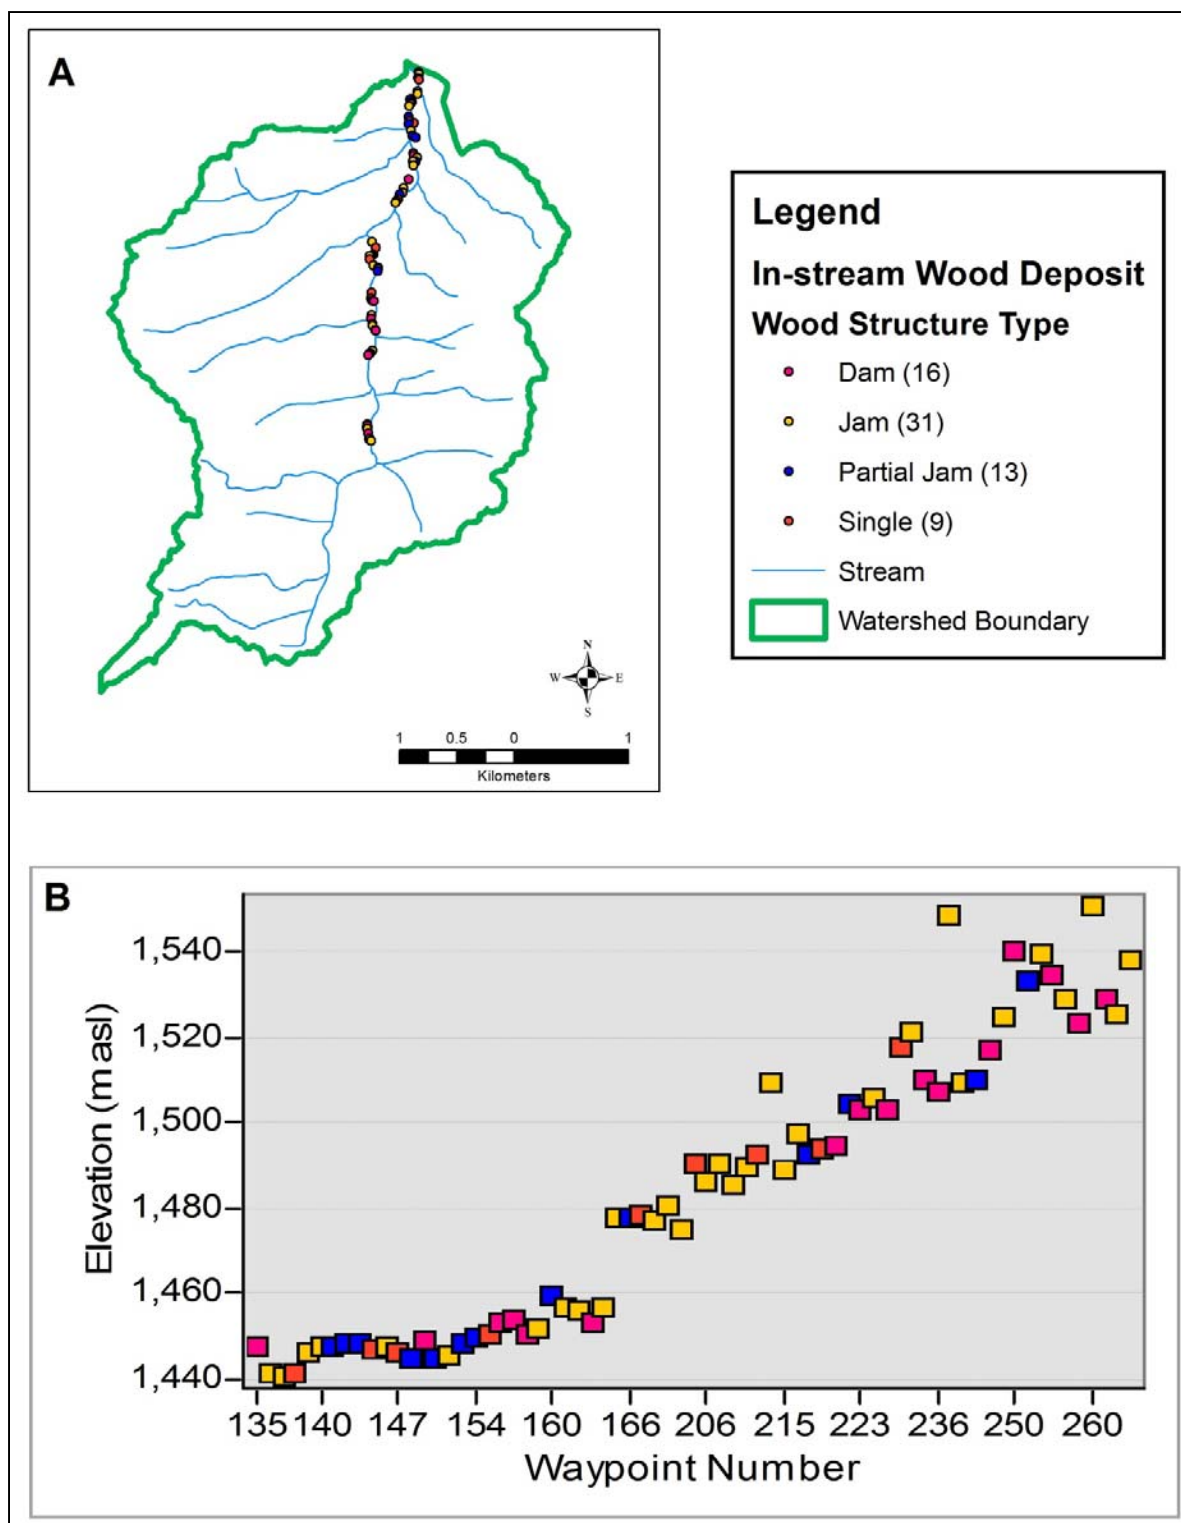 A
N
W E
S
1 0.5 0 1
Kilometers
Legend
In-stream Wood Deposit
Wood Structure Type
Dam (16)
Jam (31)
Partial Jam (13)
Single (9)
Stream
Watershed Boundary
B
Elevation (masl)
1,540
1,520
1,500
1,480
1,460
1,440
135 140 147 154 160 166 206 215 223 236 250 260
Waypoint Number